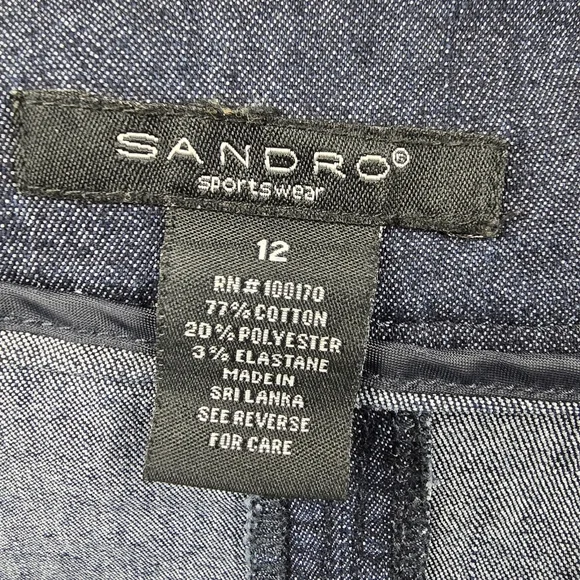 SANDRO®
sportswear
12
RN#100170
77% COTTON
20% POLYESTER
3% ELASTANE
MADE IN
SRI LANKA
SEE REVERSE
FOR CARE